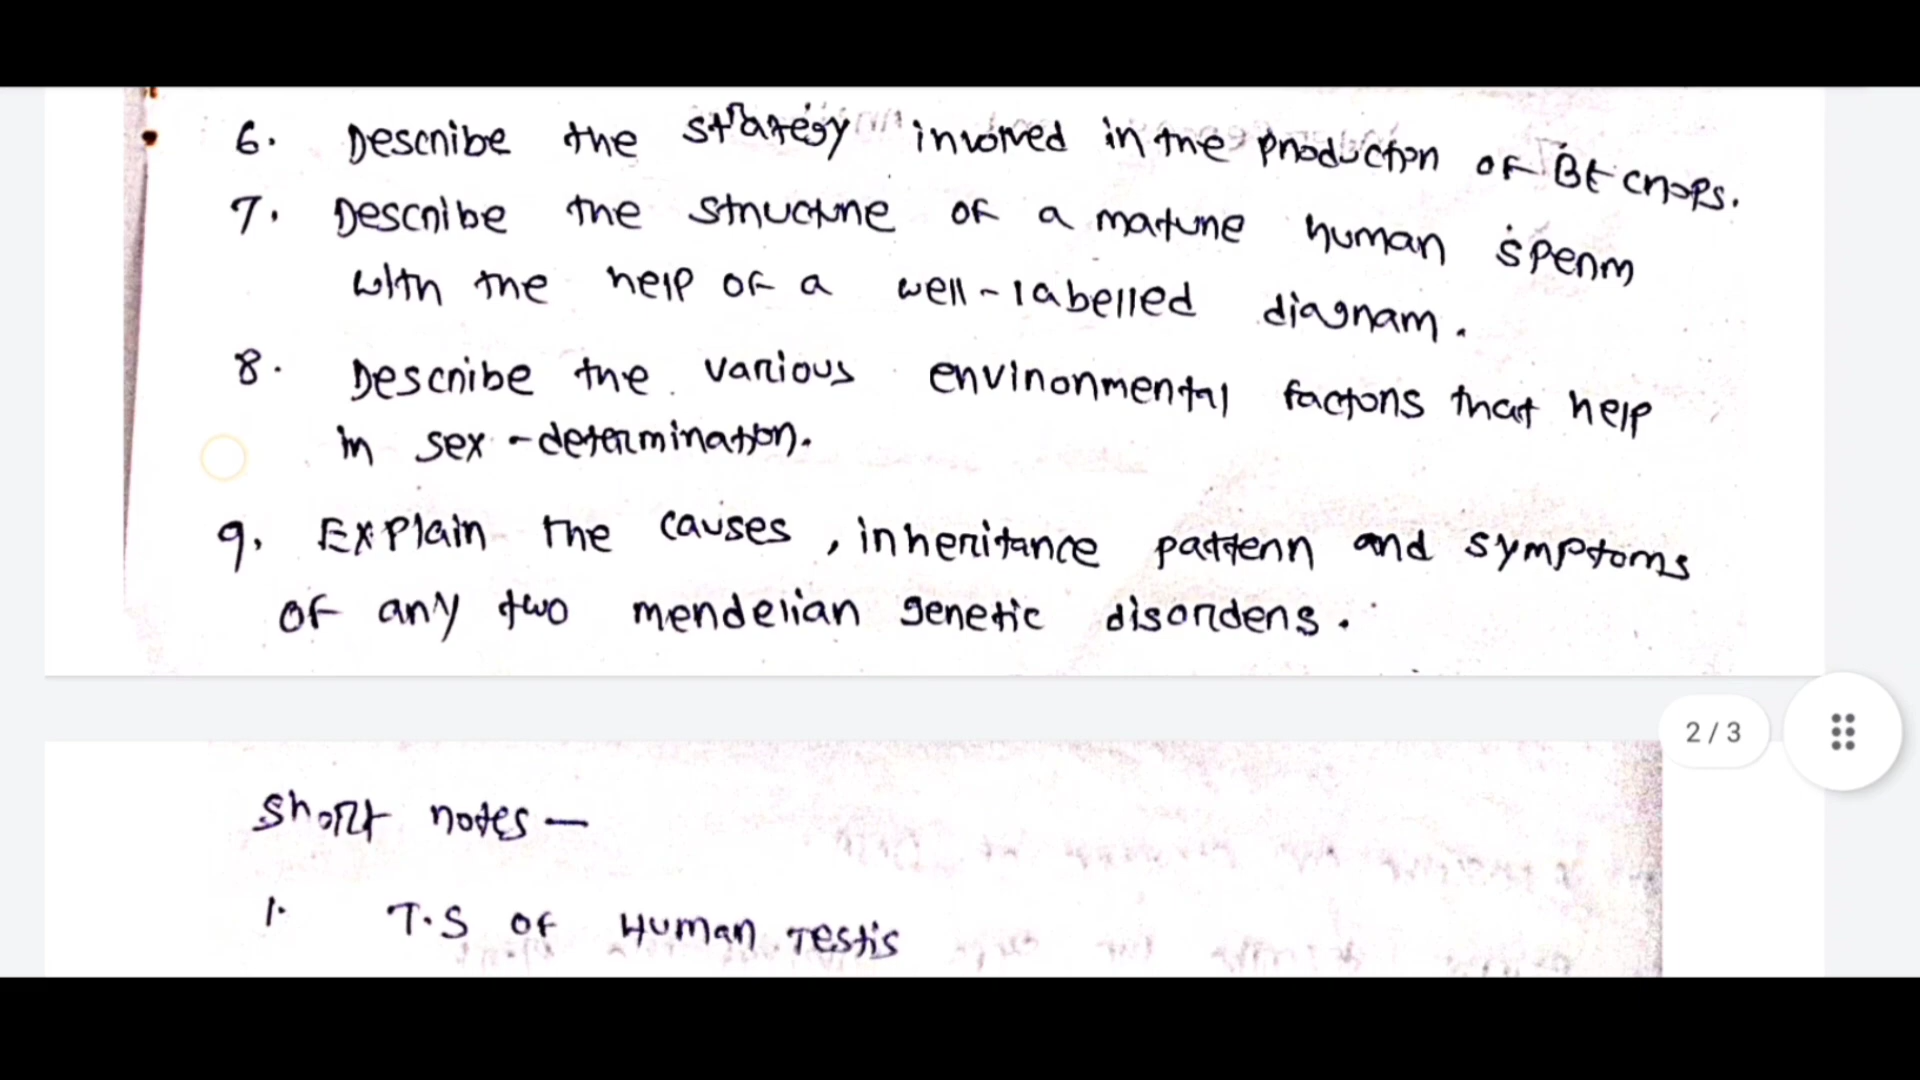 6. Describe the strategy involved in the production of Bt crops.
7. Describe the structure of a mature human sperm
with the help of a well-labelled diagram.
8. Describe the various environmental factors that help
in sex-determination.
9. Explain the causes, inheritance pattern and symptoms
of any two mendelian genetic disorders.
2 / 3
Short notes —
1. T.S of Human Testis